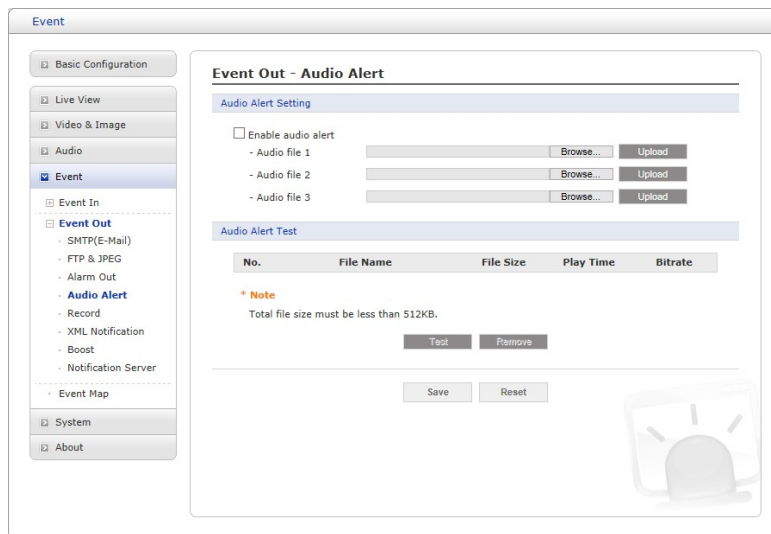 Event
Basic Configuration
Live View
Video & Image
Audio
Event
Event In
Event Out
SMTP(E-Mail)
FTP & JPEG
Alarm Out
Audio Alert
Record
XML Notification
Boost
Notification Server
Event Map
System
About
Event Out - Audio Alert
Audio Alert Setting
Enable audio alert
- Audio file 1 Browse... Upload
- Audio file 2 Browse... Upload
- Audio file 3 Browse... Upload
Audio Alert Test
No. File Name File Size Play Time Bitrate
* Note
Total file size must be less than 512KB.
Test Remove
Save Reset